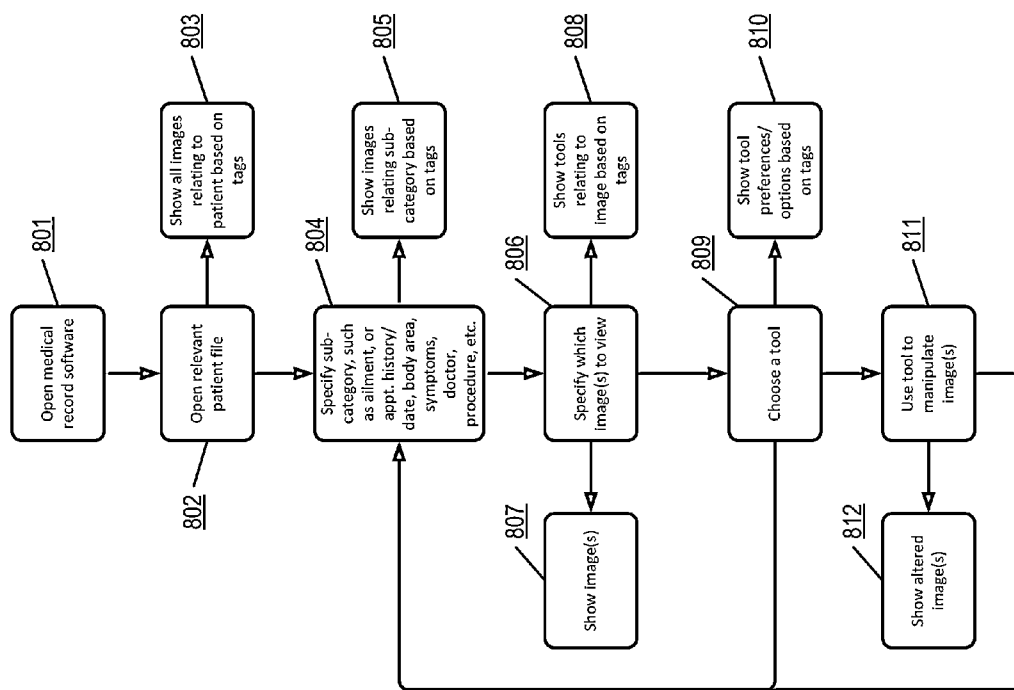 801
Open medical
record software
802
Open relevant
patient file
803
Show all images
relating to
patient based on
tags
804
Specify sub-
category, such
as ailment, or
appt. history/
date, body area,
symptoms,
doctor,
procedure, etc.
805
Show images
relating sub-
category based
on tags
806
Specify which
image(s) to view
807
Show image(s)
808
Show tools
relating to
image based on
tags
809
Choose a tool
810
Show tool
preferences/
options based
on tags
811
Use tool to
manipulate
image(s)
812
Show altered
image(s)